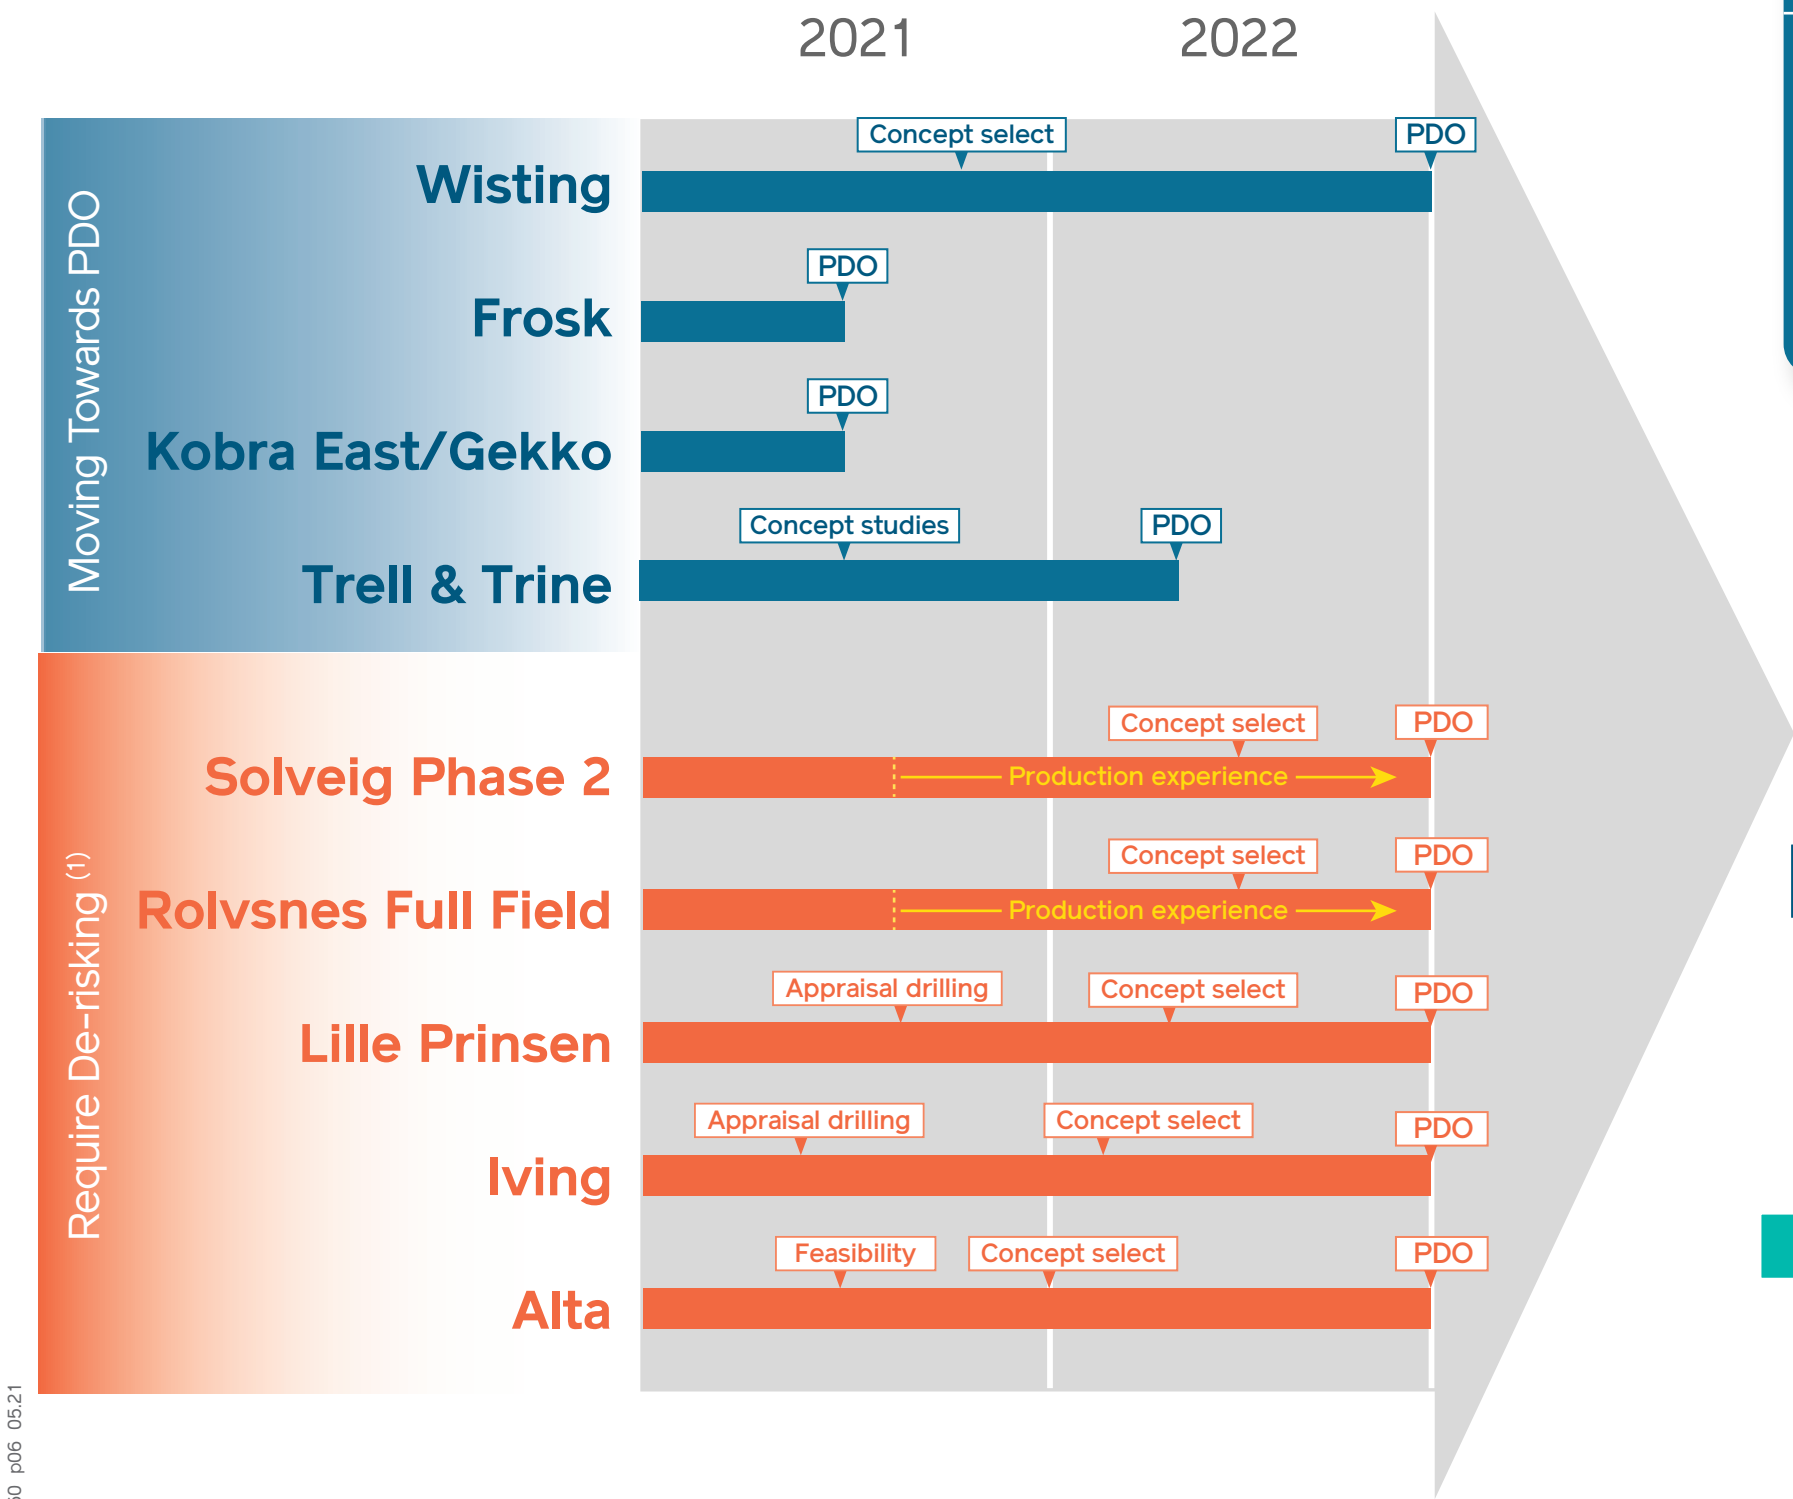 2021 2022
Moving Towards PDO
Concept select PDO
Wisting
PDO
Frosk
PDO
Kobra East/Gekko
Concept studies PDO
Trell & Trine
Require De-risking (1)
Concept select PDO
Solveig Phase 2 Production experience
Concept select PDO
Rolvsnes Full Field Production experience
Appraisal drilling Concept select PDO
Lille Prinsen
Appraisal drilling Concept select PDO
Iving
Feasibility Concept select PDO
Alta
p06 05.21